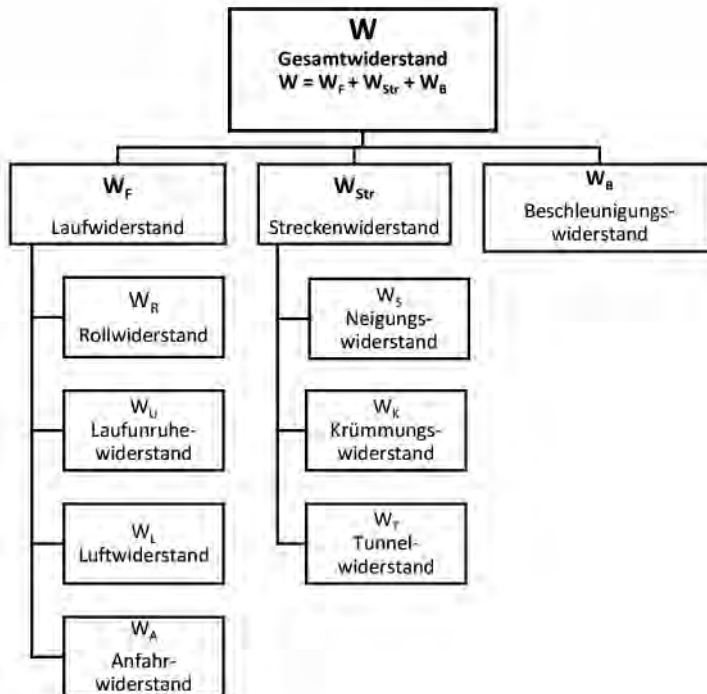 W
Gesamtwiderstand
W = W_F + W_Str + W_B
W_F
Laufwiderstand
W_Str
Streckenwiderstand
W_B
Beschleunigungs-
widerstand
W_R
Rollwiderstand
W_U
Laufunruhe-
widerstand
W_L
Luftwiderstand
W_A
Anfahr-
widerstand
W_S
Neigungs-
widerstand
W_K
Krümmungs-
widerstand
W_T
Tunnel-
widerstand